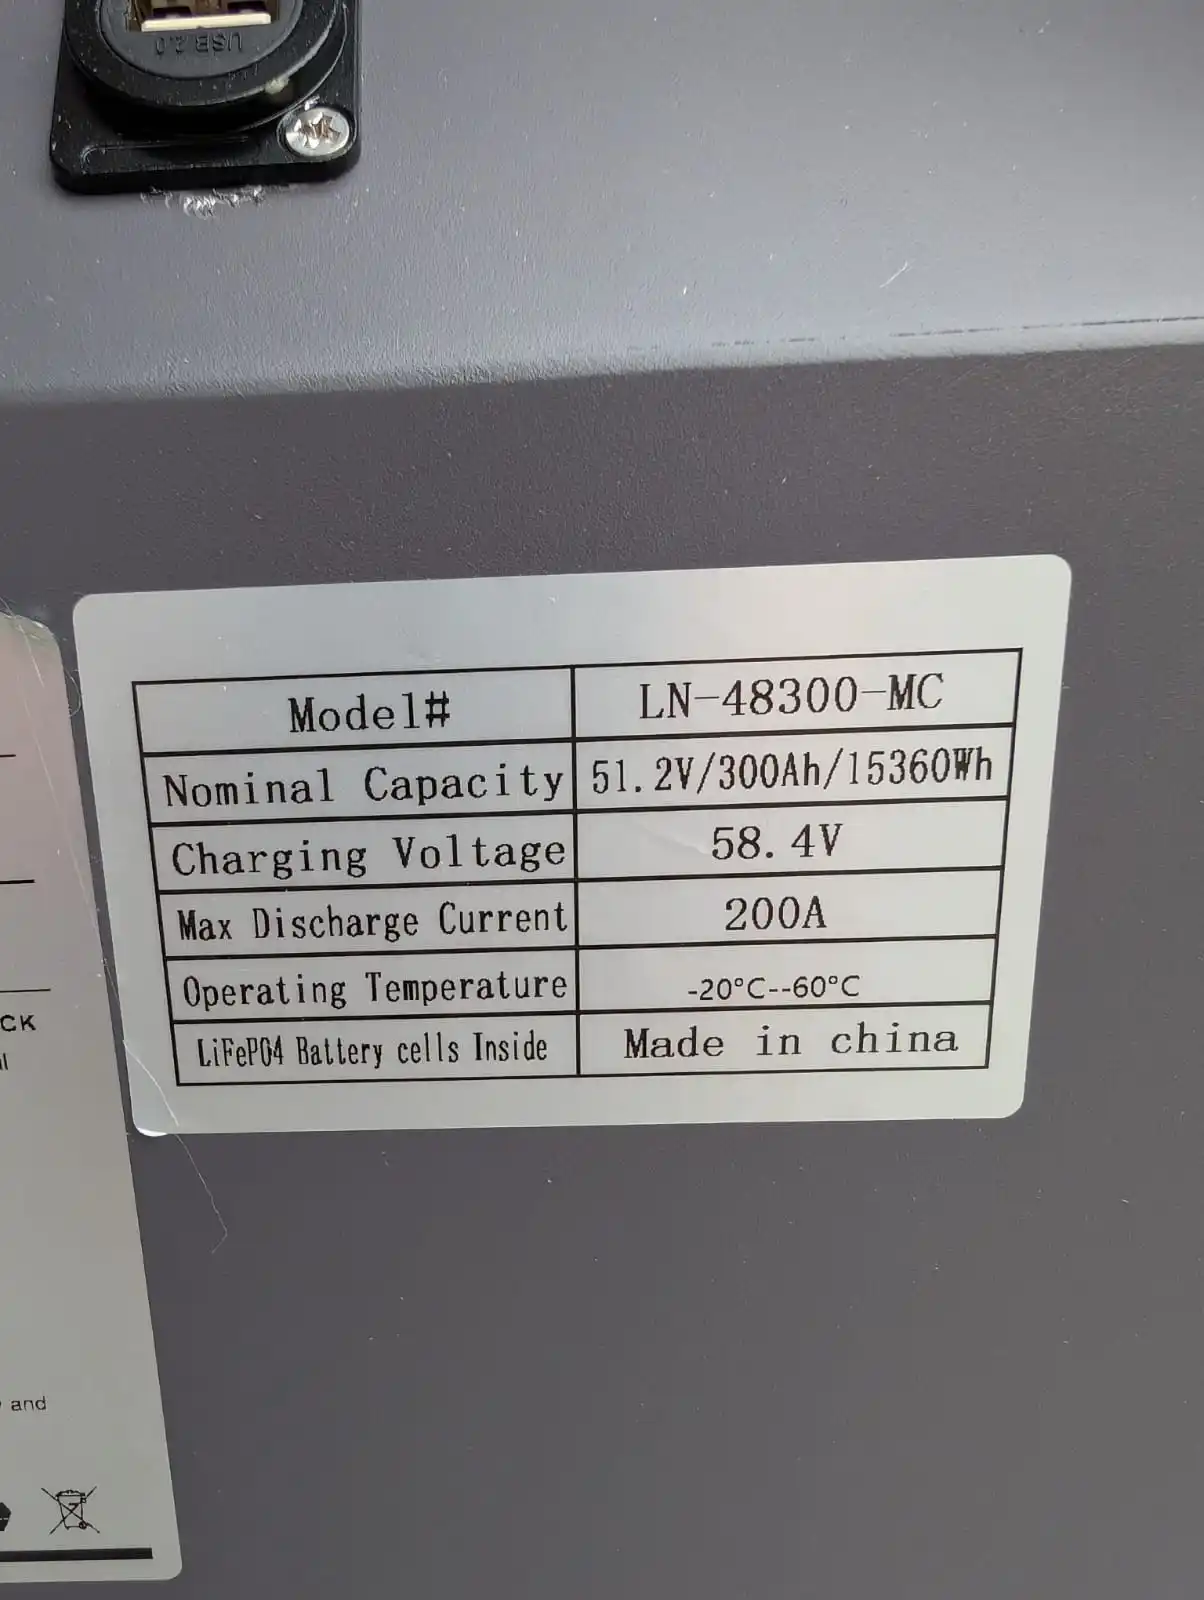 USB 2.0
Model# LN-48300-MC
Nominal Capacity 51.2V/300Ah/15360Wh
Charging Voltage 58.4V
Max Discharge Current 200A
Operating Temperature -20°C--60°C
LiFePO4 Battery cells Inside Made in china
CK
and